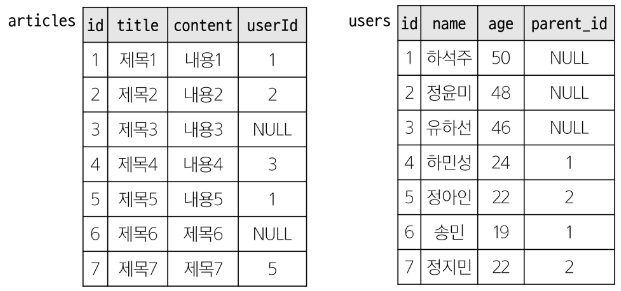 articles
id title content userId
1 제목1 내용1 1
2 제목2 내용2 2
3 제목3 내용3 NULL
4 제목4 내용4 3
5 제목5 내용5 1
6 제목6 제목6 NULL
7 제목7 제목7 5
users
id name age parent_id
1 하석주 50 NULL
2 정윤미 48 NULL
3 유하선 46 NULL
4 하민성 24 1
5 정아인 22 2
6 송민 19 1
7 정지민 22 2